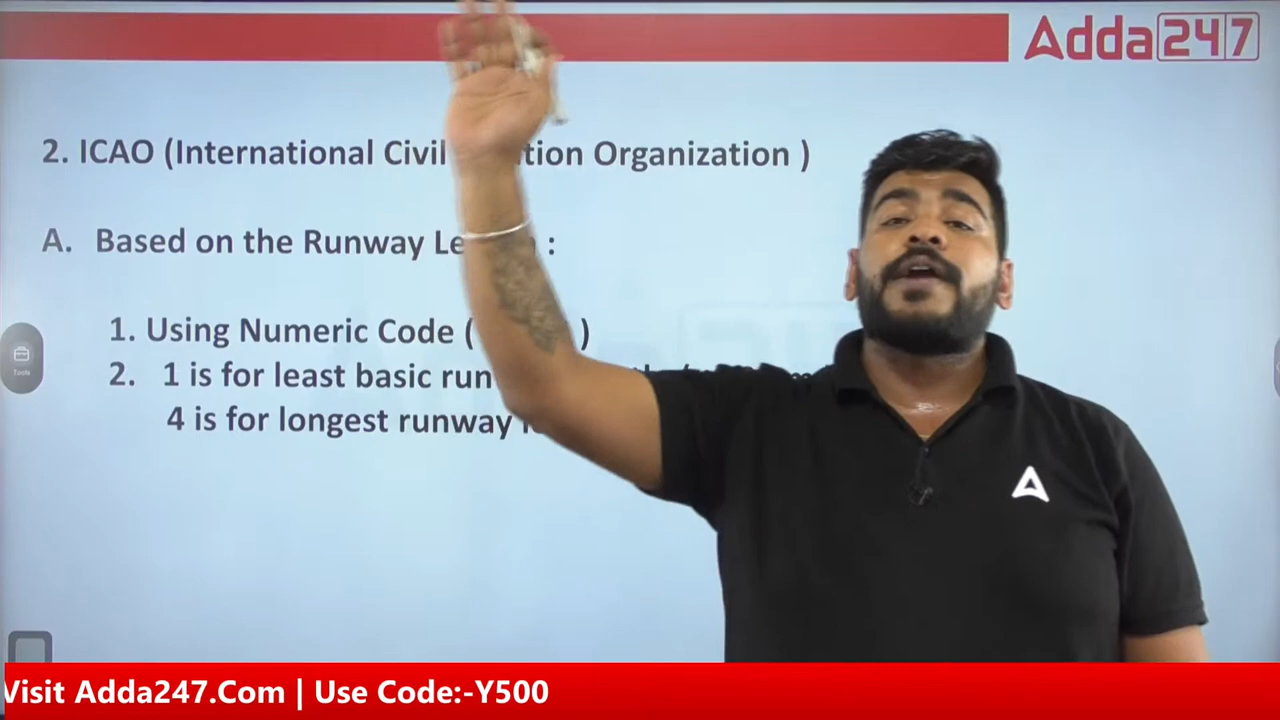 Adda247
2. ICAO (International Civil tion Organization )
A. Based on the Runway Le :
1. Using Numeric Code ( )
2. 1 is for least basic run
4 is for longest runway
Tools
Visit Adda247.Com | Use Code:-Y500